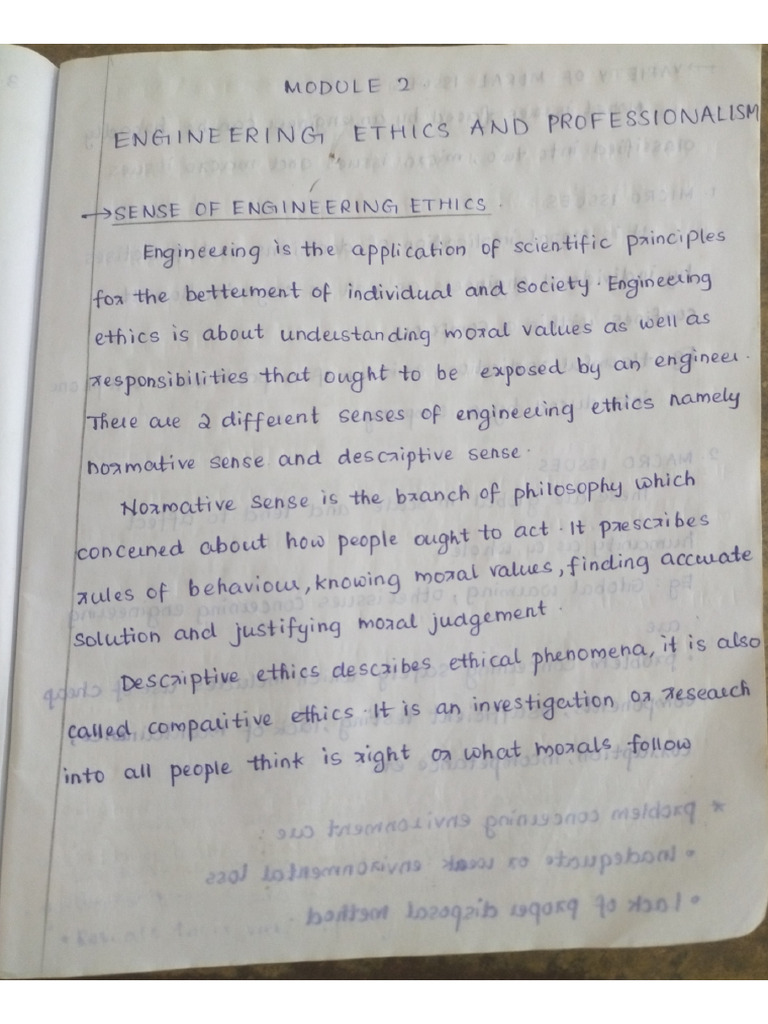 MODULE 2.
ENGINEERING ETHICS AND PROFESSIONALISM
→SENSE OF ENGINEERING ETHICS.
Engineering is the application of scientific principles
for the betterment of individual and society. Engineering
ethics is about understanding moral values as well as
responsibilities that ought to be exposed by an engineer.
There are 2 different senses of engineering ethics namely
normative sense and descriptive sense.
Normative sense is the branch of philosophy which
concerned about how people ought to act. It prescribes
rules of behaviour, knowing moral values, finding accurate
solution and justifying moral judgement.
Descriptive ethics describes ethical phenomena, it is also
called comparitive ethics. It is an investigation or research
into all people think is right or what morals follow